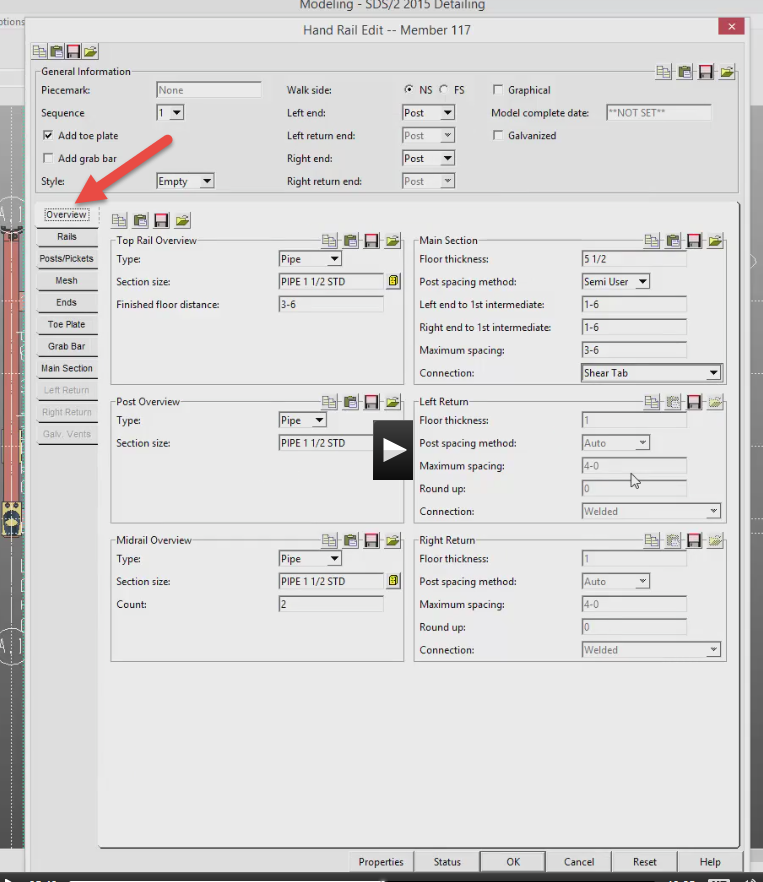 Modeling - SDS/2 2015 Detailing
Hand Rail Edit -- Member 117
General Information
Piecemark: None Walk side: NS FS Graphical
Sequence 1 Left end: Post Model complete date: **NOT SET**
Add toe plate Left return end: Post Galvanized
Add grab bar Right end: Post
Style: Empty Right return end: Post
Overview
Rails
Posts/Pickets
Mesh
Ends
Toe Plate
Grab Bar
Main Section
Left Return
Right Return
Galv. Vents
Top Rail Overview
Type: Pipe
Section size: PIPE 1 1/2 STD
Finished floor distance: 3-6
Main Section
Floor thickness: 5 1/2
Post spacing method: Semi User
Left end to 1st intermediate: 1-6
Right end to 1st intermediate: 1-6
Maximum spacing: 3-6
Connection: Shear Tab
Post Overview
Type: Pipe
Section size: PIPE 1 1/2 STD
Left Return
Floor thickness: 1
Post spacing method: Auto
Maximum spacing: 4-0
Round up: 0
Connection: Welded
Midrail Overview
Type: Pipe
Section size: PIPE 1 1/2 STD
Count: 2
Right Return
Floor thickness: 1
Post spacing method: Auto
Maximum spacing: 4-0
Round up: 0
Connection: Welded
Properties Status OK Cancel Reset Help